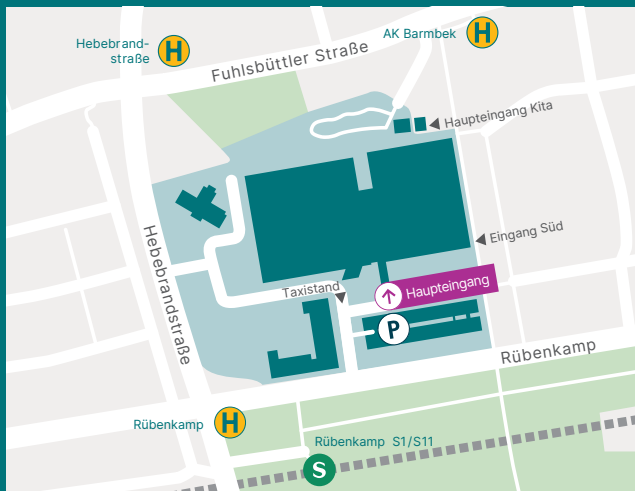 Hebebrand-
straße
H
AK Barmbek
H
Fuhlsbüttler Straße
Haupteingang Kita
Eingang Süd
Hebebrandstraße
Taxistand
Haupteingang
P
Rübenkamp
Rübenkamp
H
Rübenkamp S1/S11
S